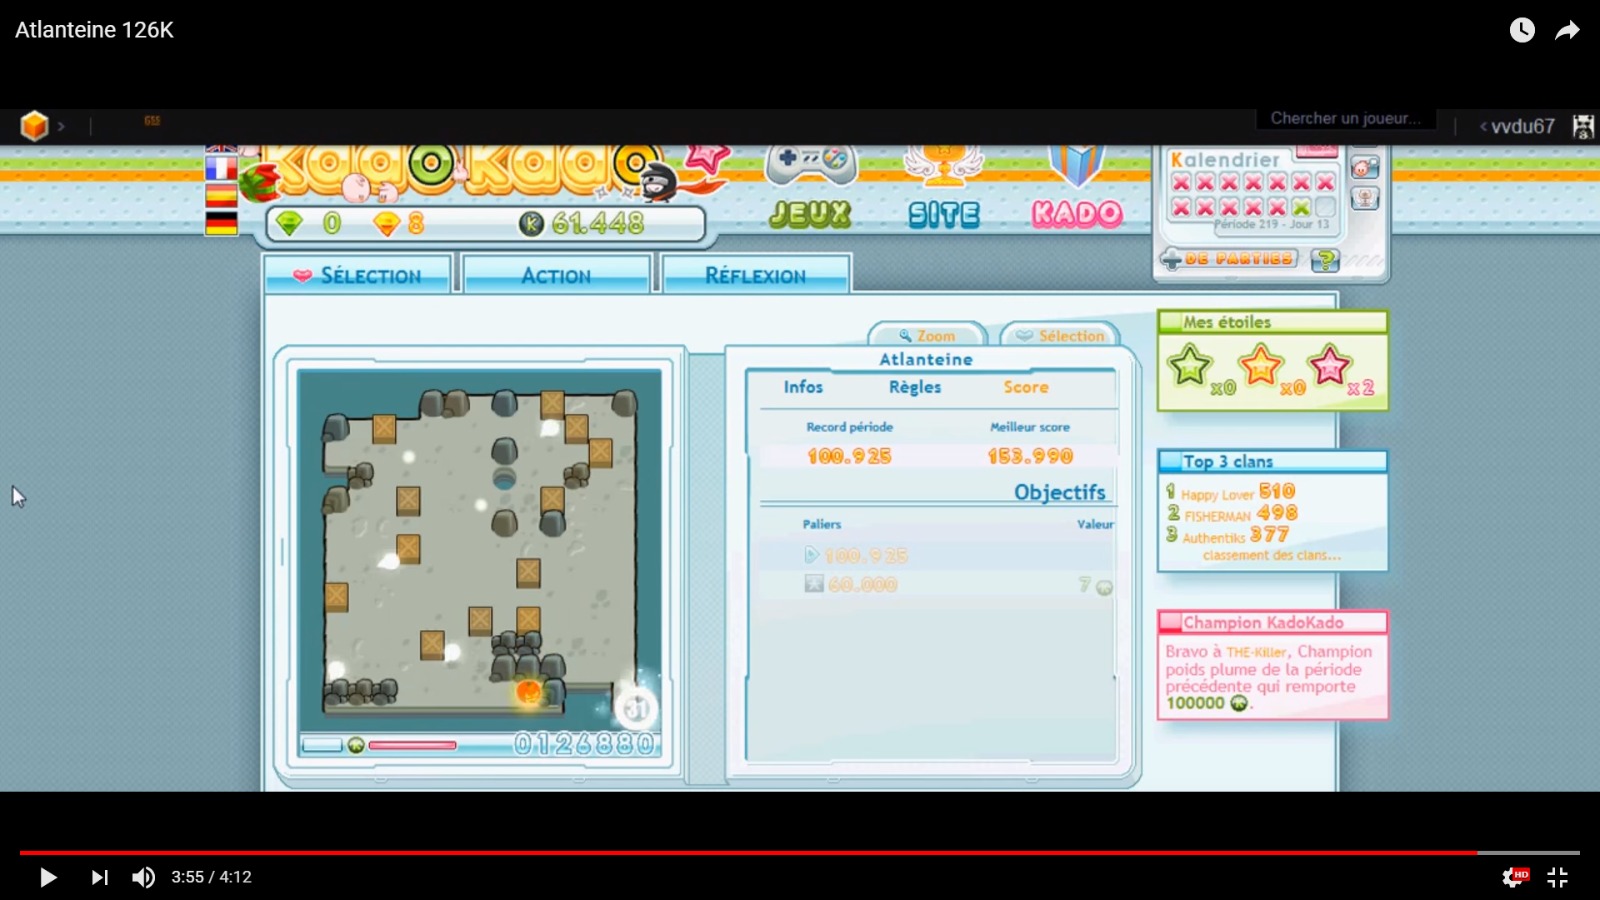 Atlanteine 126K
Chercher un joueur...
vvdu67
KadoKado
0 8 61.448
JEUX SITE KADO
Kalendrier
Période 219 - Jour 13
DE PARTIES
SÉLECTION ACTION RÉFLEXION
Zoom Sélection
Atlanteine
Infos Règles Score
Record période Meilleur score
100.925 153.990
Objectifs
Paliers Valeur
100.925
60.000 7
31
0126880
Mes étoiles
x0 x0 x2
Top 3 clans
1 Happy Lover 510
2 FISHERMAN 498
3 Authentiks 377
classement des clans...
Champion KadoKado
Bravo à THE-Killer, Champion
poids plume de la période
précédente qui remporte
100000 .
3:55 / 4:12
HD